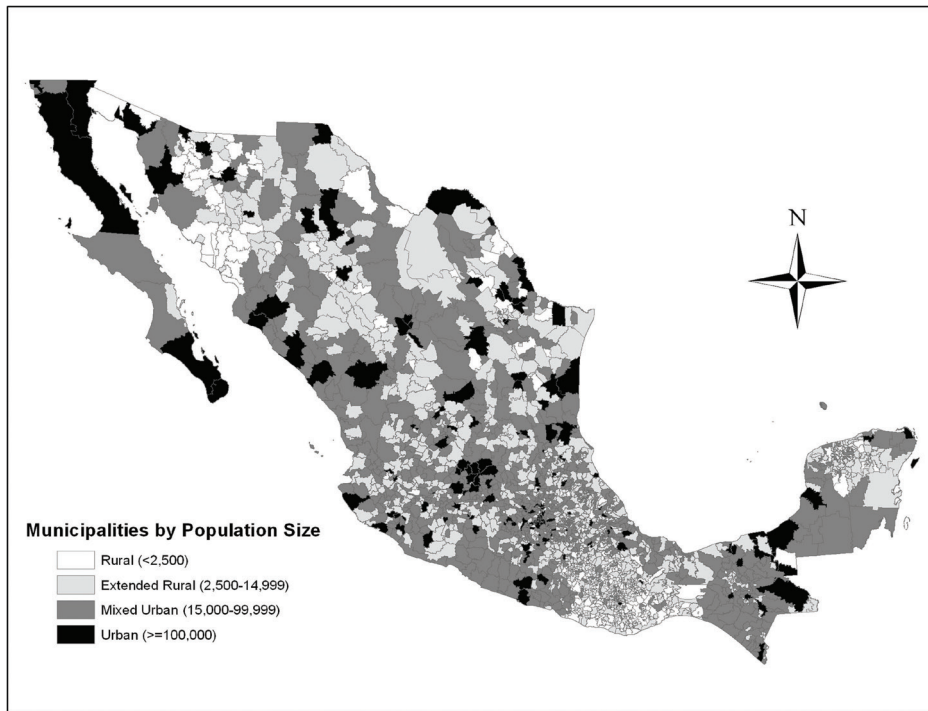 N
Municipalities by Population Size
Rural (<2,500)
Extended Rural (2,500-14,999)
Mixed Urban (15,000-99,999)
Urban (>=100,000)